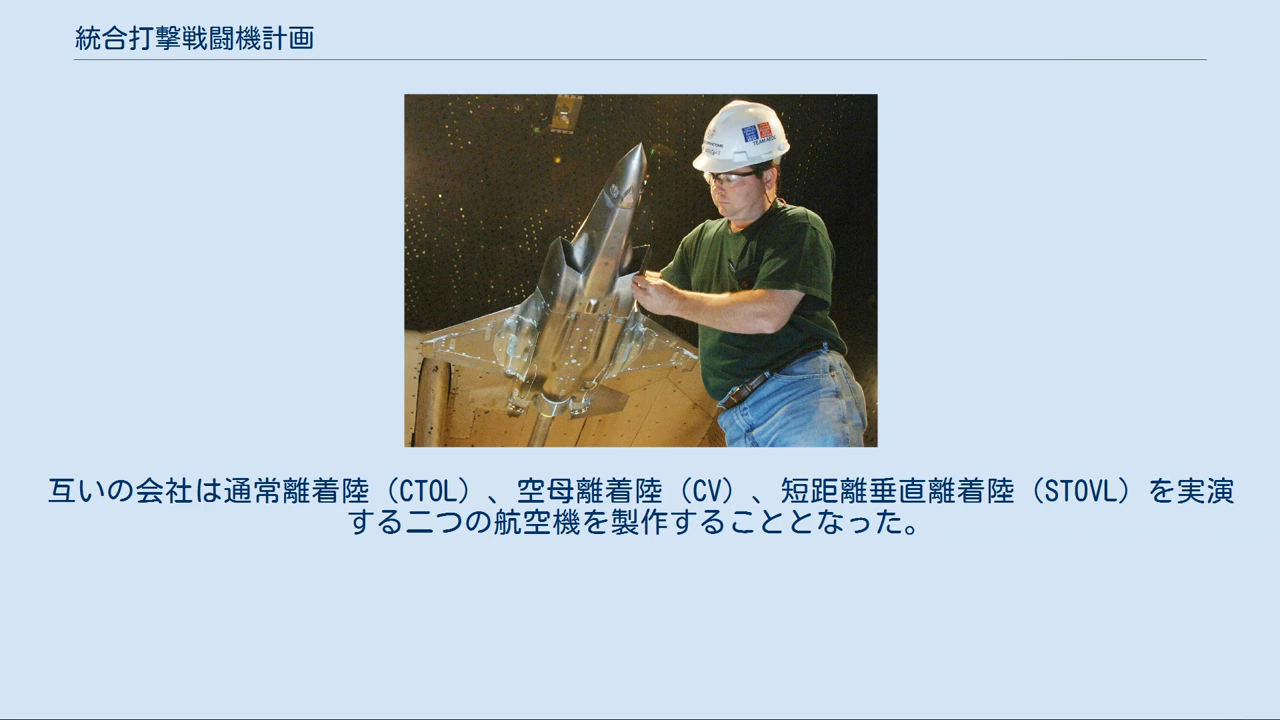 統合打撃戦闘機計画
互いの会社は通常離着陸（CTOL）、空母離着陸（CV）、短距離垂直離着陸（STOVL）を実演
する二つの航空機を製作することとなった。